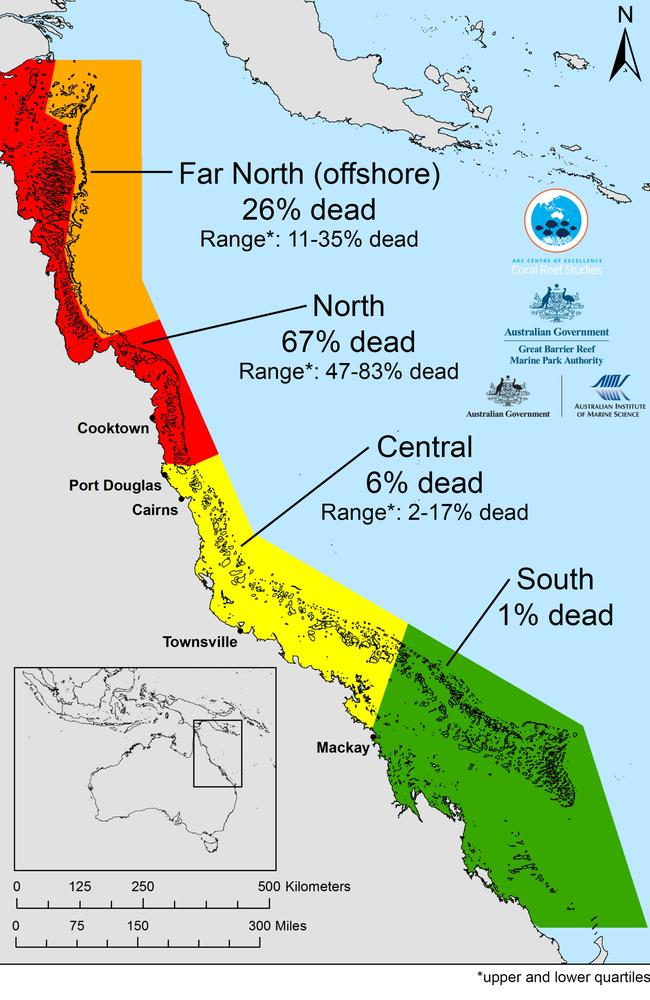 N
Far North (offshore)
26% dead
Range*: 11-35% dead
ARC CENTRE OF EXCELLENCE
Coral Reef Studies
Australian Government
Great Barrier Reef
Marine Park Authority
Australian Government
AIMS
AUSTRALIAN INSTITUTE
OF MARINE SCIENCE
North
67% dead
Range*: 47-83% dead
Cooktown
Central
6% dead
Range*: 2-17% dead
Port Douglas
Cairns
South
1% dead
Townsville
Mackay
0 125 250 500 Kilometers
0 75 150 300 Miles
*upper and lower quartiles